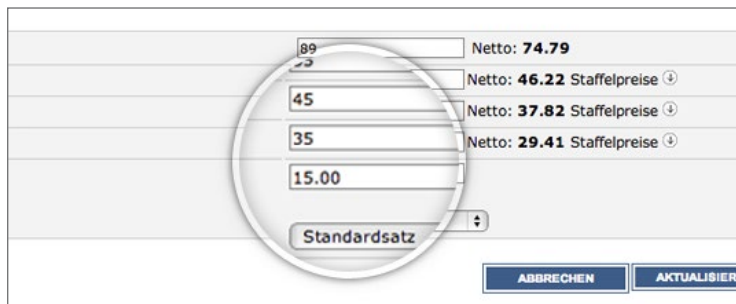 89 Netto: 74.79
55 Netto: 46.22 Staffelpreise
45 Netto: 37.82 Staffelpreise
35 Netto: 29.41 Staffelpreise
15.00
Standardsatz
ABBRECHEN AKTUALISIER